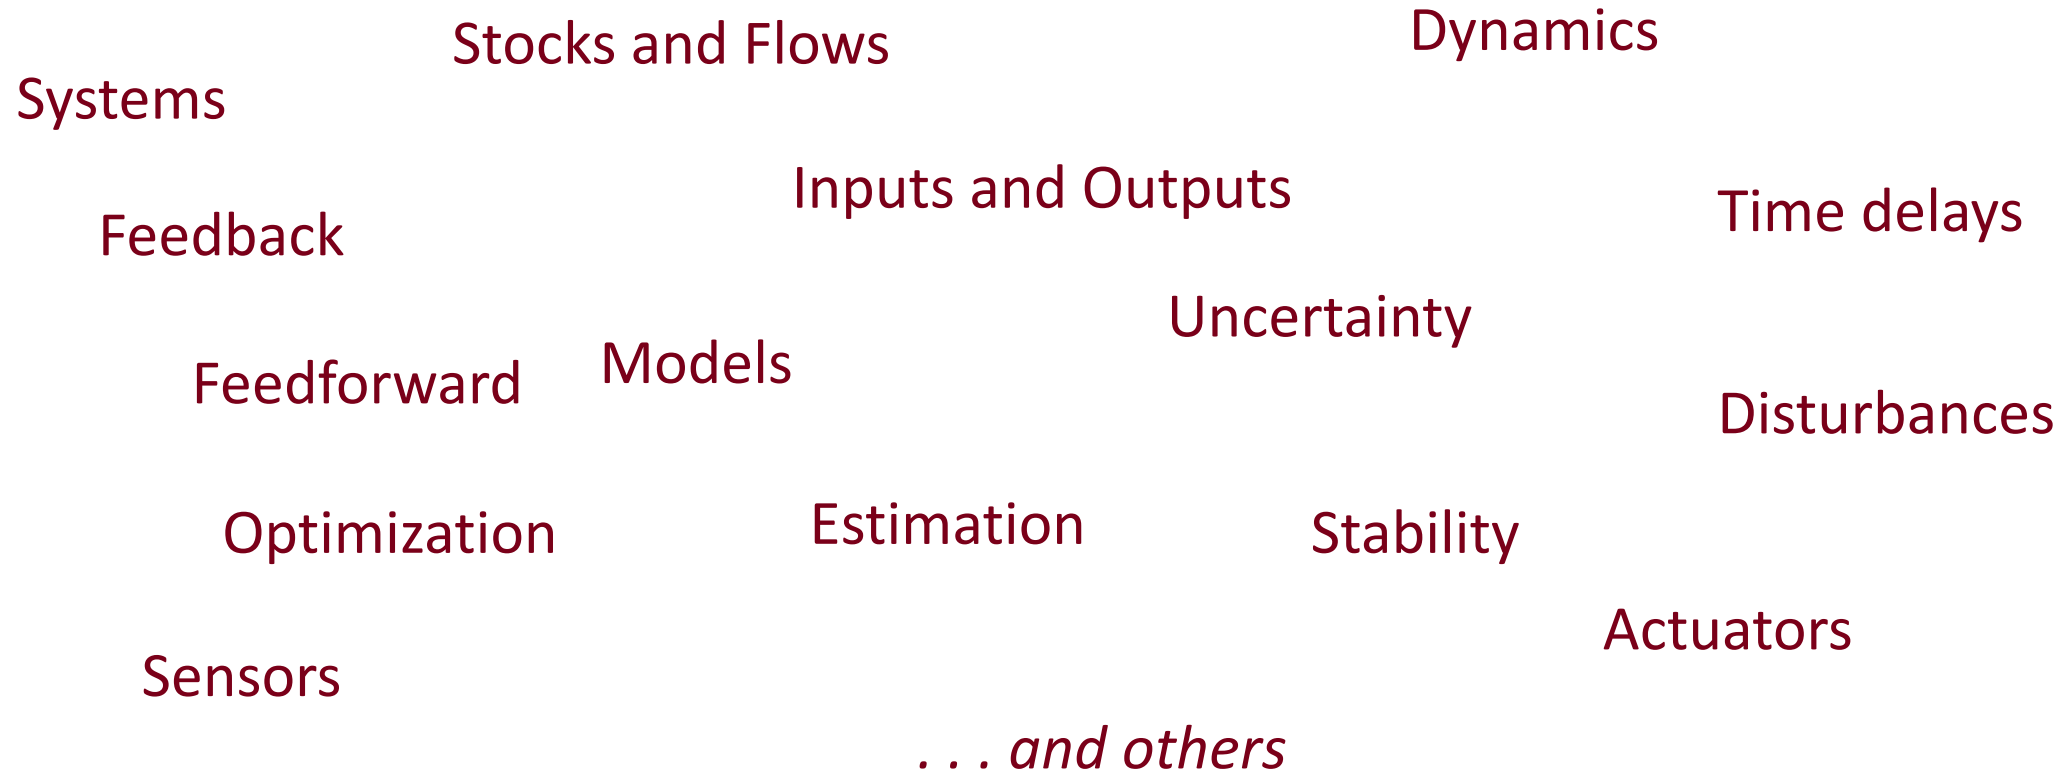 Stocks and Flows
Dynamics
Systems
Inputs and Outputs
Time delays
Feedback
Uncertainty
Models
Feedforward
Disturbances
Optimization
Estimation
Stability
Actuators
Sensors
. . . and others